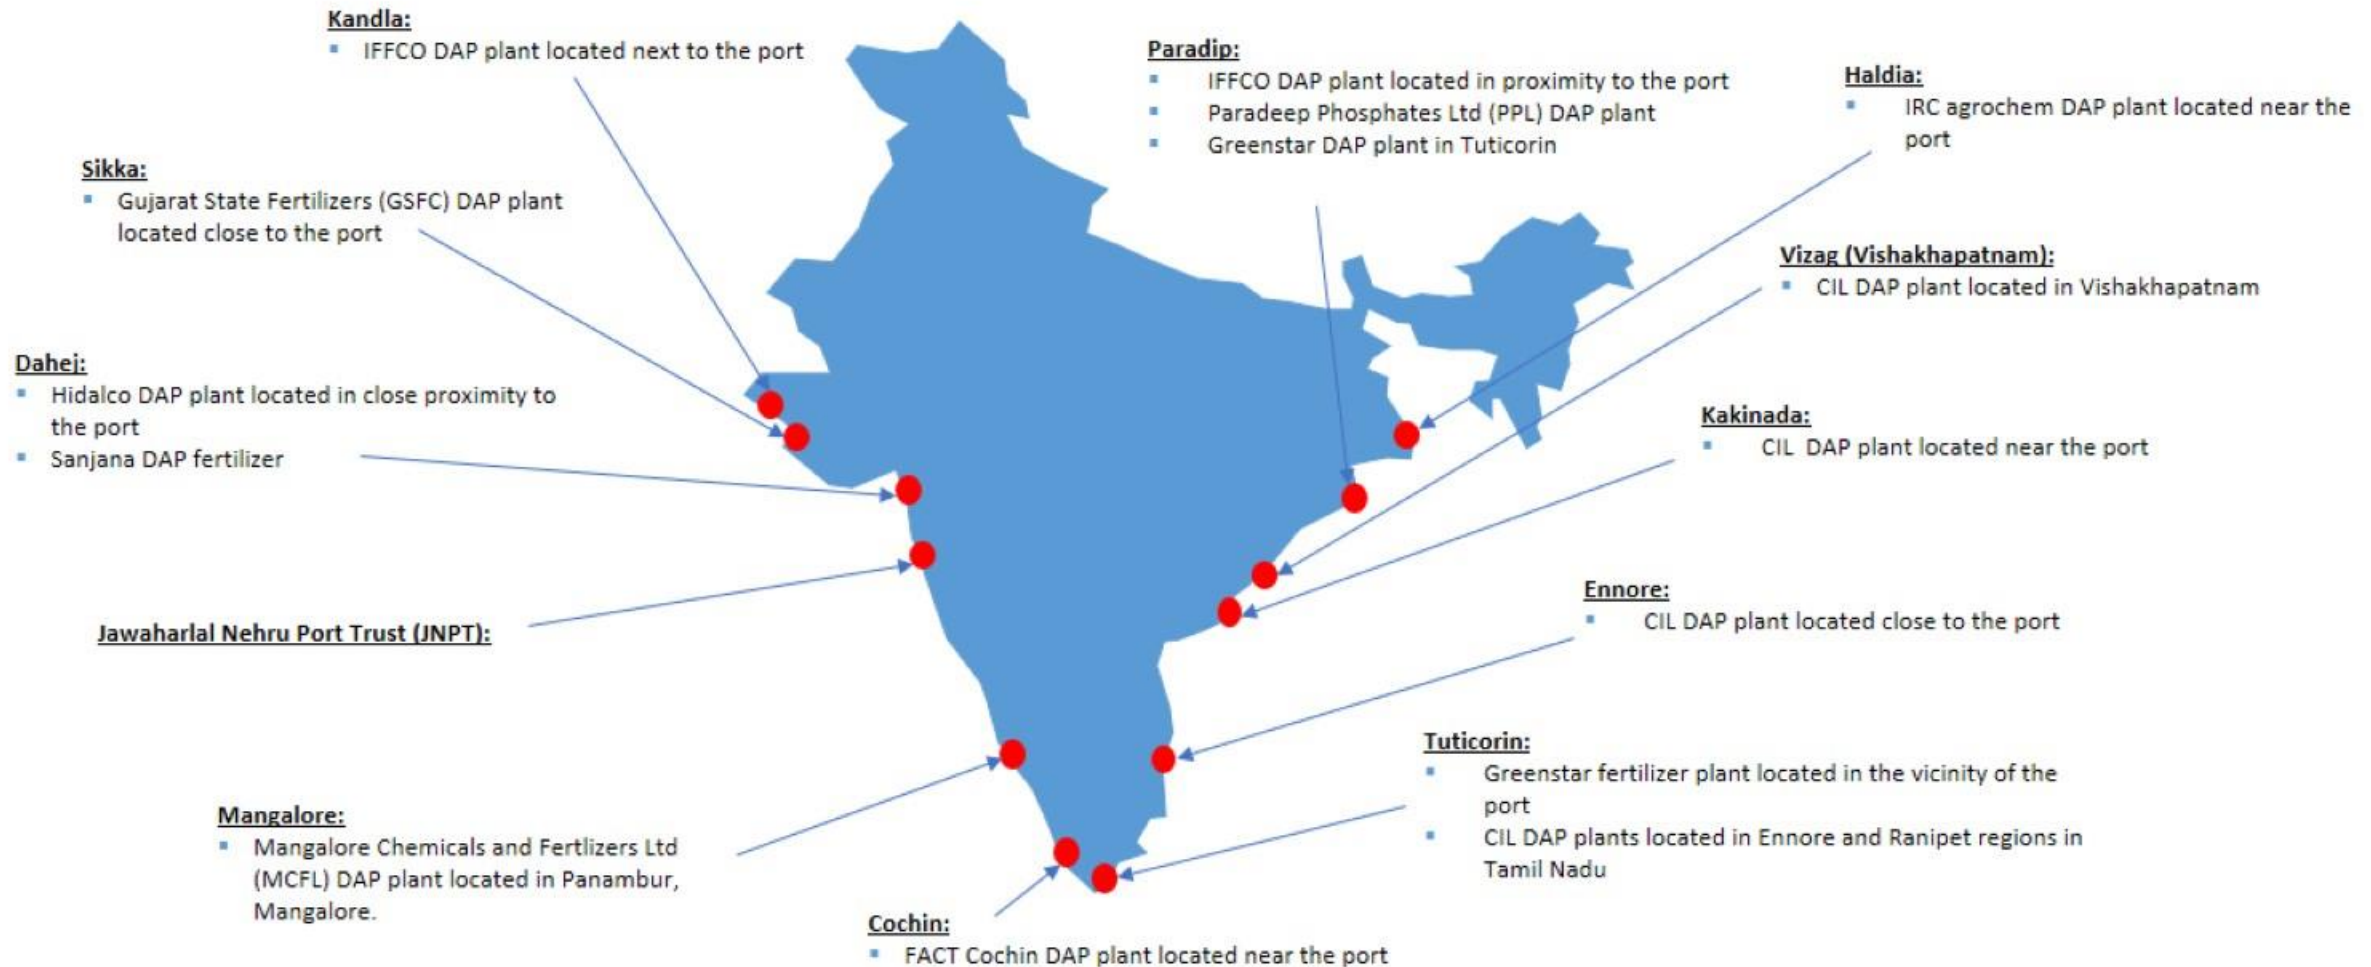 Kandla:
▪ IFFCO DAP plant located next to the port
Paradip:
▪ IFFCO DAP plant located in proximity to the port
▪ Paradeep Phosphates Ltd (PPL) DAP plant
▪ Greenstar DAP plant in Tuticorin
Haldia:
▪ IRC agrochem DAP plant located near the
port
Sikka:
▪ Gujarat State Fertilizers (GSFC) DAP plant
located close to the port
Vizag (Vishakhapatnam):
▪ CIL DAP plant located in Vishakhapatnam
Dahej:
▪ Hidalco DAP plant located in close proximity to
the port
▪ Sanjana DAP fertilizer
Kakinada:
▪ CIL DAP plant located near the port
Jawaharlal Nehru Port Trust (JNPT):
Ennore:
▪ CIL DAP plant located close to the port
Tuticorin:
▪ Greenstar fertilizer plant located in the vicinity of the
port
▪ CIL DAP plants located in Ennore and Ranipet regions in
Tamil Nadu
Mangalore:
▪ Mangalore Chemicals and Fertlizers Ltd
(MCFL) DAP plant located in Panambur,
Mangalore.
Cochin:
▪ FACT Cochin DAP plant located near the port